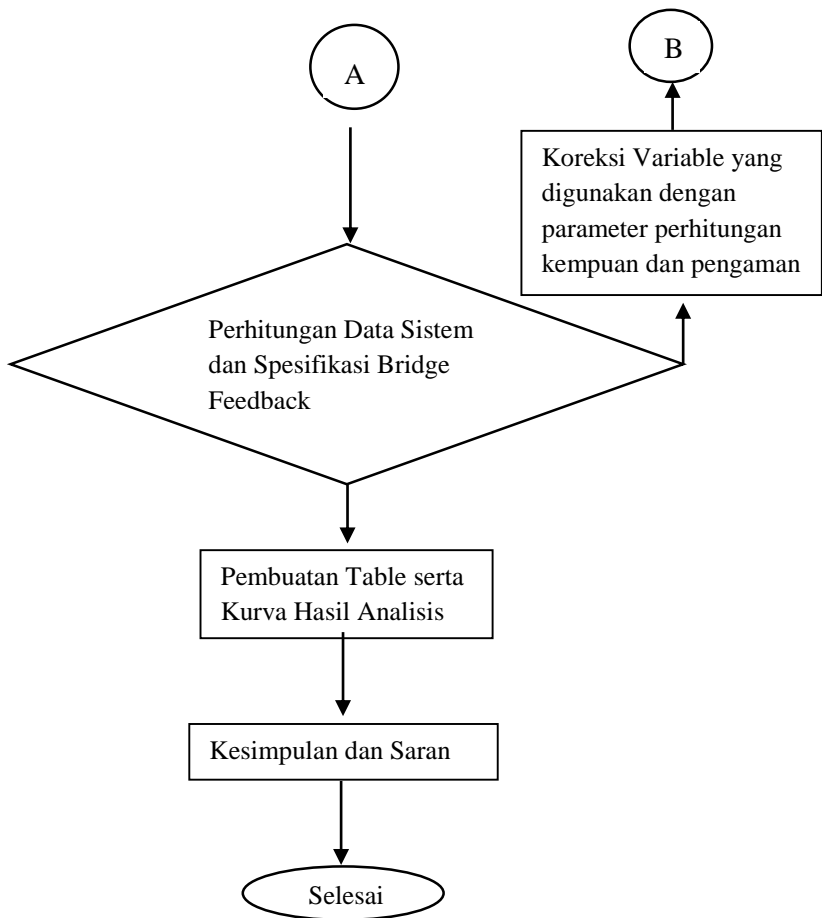 A
B
Koreksi Variable yang
digunakan dengan
parameter perhitungan
kempuan dan pengaman
Perhitungan Data Sistem
dan Spesifikasi Bridge
Feedback
Pembuatan Table serta
Kurva Hasil Analisis
Kesimpulan dan Saran
Selesai